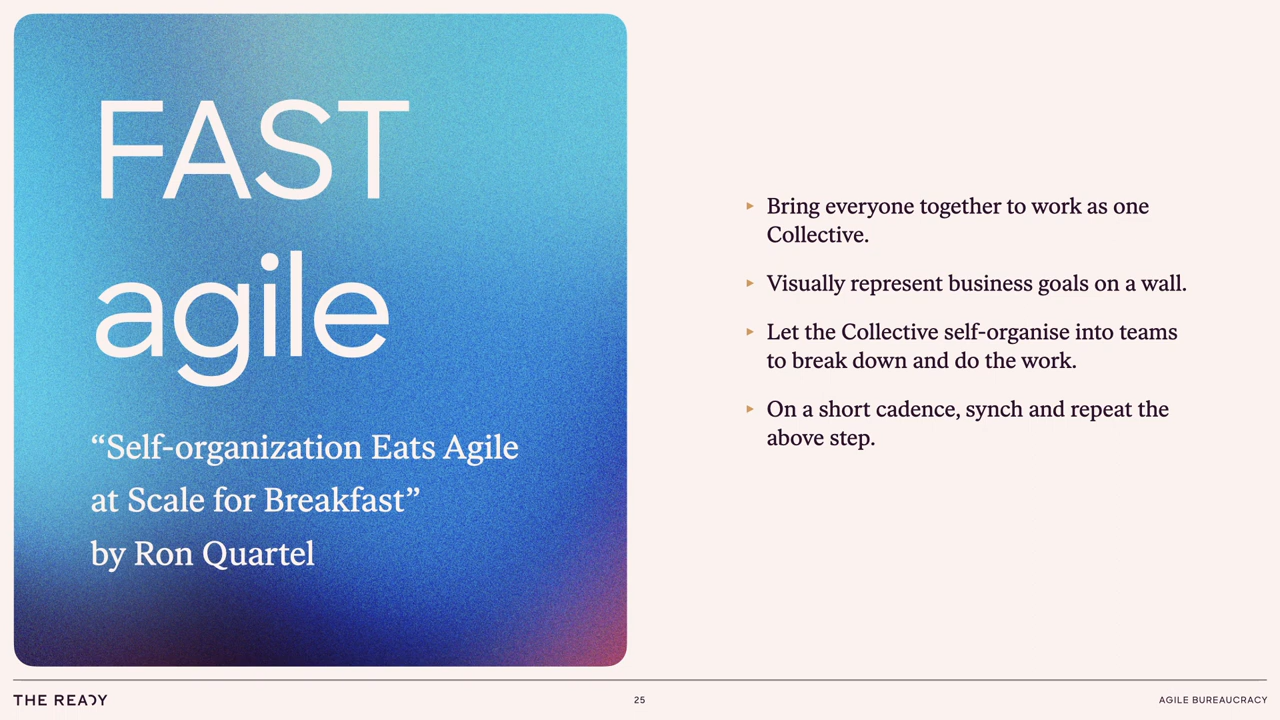 FAST
agile
“Self-organization Eats Agile
at Scale for Breakfast”
by Ron Quartel
▸ Bring everyone together to work as one
Collective.
▸ Visually represent business goals on a wall.
▸ Let the Collective self-organise into teams
to break down and do the work.
▸ On a short cadence, synch and repeat the
above step.
THE READY
25
AGILE BUREAUCRACY